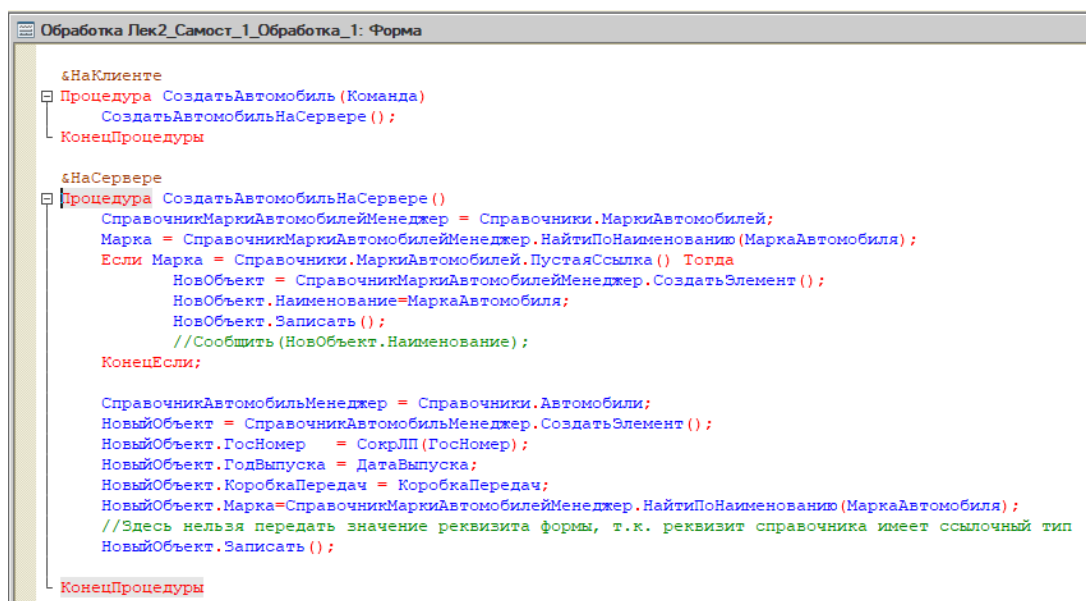 Обработка Лек2_Самост_1_Обработка_1: Форма
&НаКлиенте
Процедура СоздатьАвтомобиль(Команда)
СоздатьАвтомобильНаСервере();
КонецПроцедуры
&НаСервере
Процедура СоздатьАвтомобильНаСервере()
СправочникМаркиАвтомобилейМенеджер = Справочники.МаркиАвтомобилей;
Марка = СправочникМаркиАвтомобилейМенеджер.НайтиПоНаименованию(МаркаАвтомобиля);
Если Марка = Справочники.МаркиАвтомобилей.ПустаяСсылка() Тогда
НовОбъект = СправочникМаркиАвтомобилейМенеджер.СоздатьЭлемент();
НовОбъект.Наименование=МаркаАвтомобиля;
НовОбъект.Записать();
//Сообщить(НовОбъект.Наименование);
КонецЕсли;
СправочникАвтомобильМенеджер = Справочники.Автомобили;
НовыйОбъект = СправочникАвтомобильМенеджер.СоздатьЭлемент();
НовыйОбъект.ГосНомер = СокрЛП(ГосНомер);
НовыйОбъект.ГодВыпуска = ДатаВыпуска;
НовыйОбъект.КоробкаПередач = КоробкаПередач;
НовыйОбъект.Марка=СправочникМаркиАвтомобилейМенеджер.НайтиПоНаименованию(МаркаАвтомобиля);
//Здесь нельзя передать значение реквизита формы, т.к. реквизит справочника имеет ссылочный тип
НовыйОбъект.Записать();
КонецПроцедуры